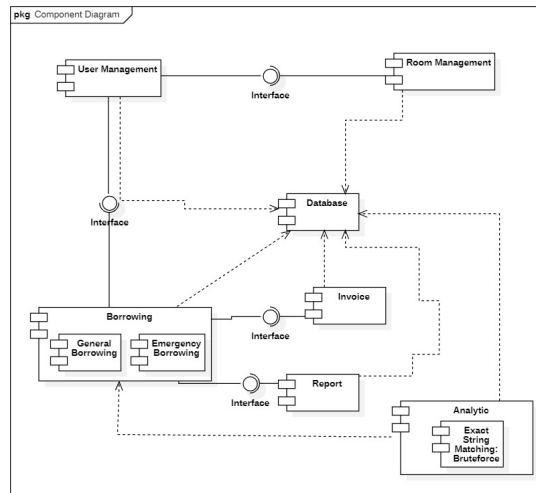 pkg Component Diagram
User Management
Room Management
Interface
Interface
Database
Borrowing
General
Borrowing
Emergency
Borrowing
Interface
Invoice
Interface
Report
Analytic
Exact
String
Matching:
Bruteforce